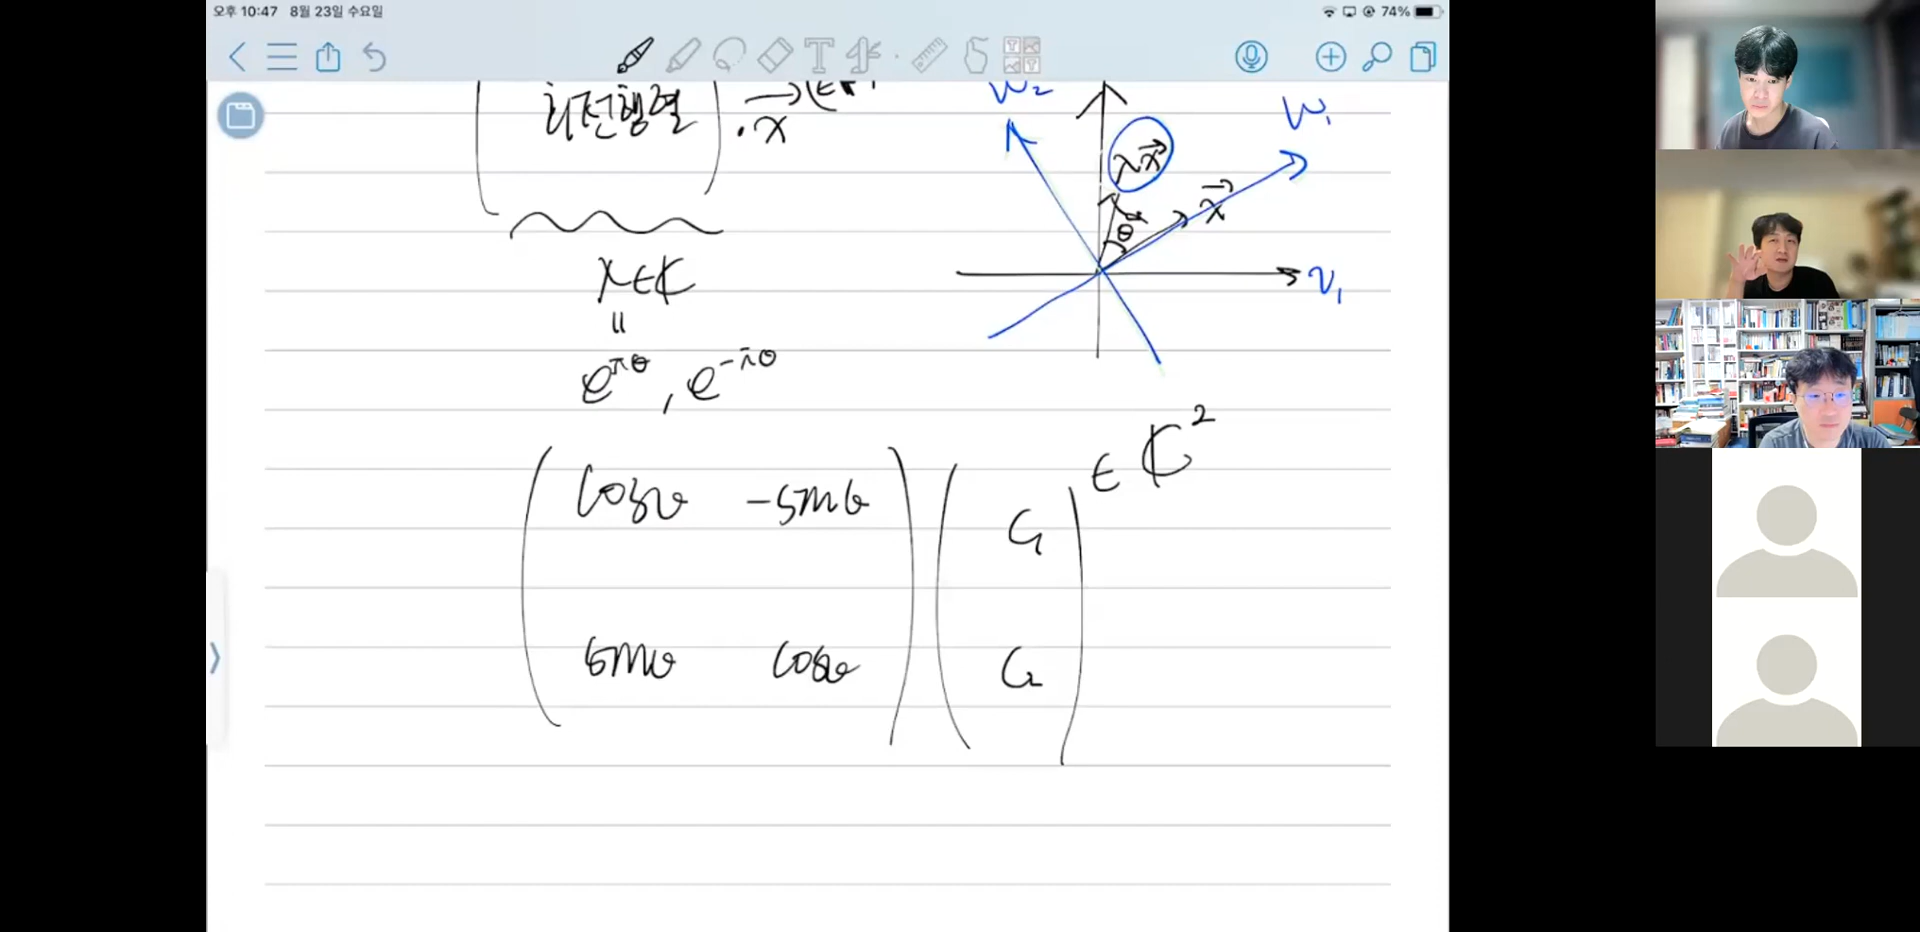 오후 10:47 8월 23일 수요일
74%
T
회전행렬
· x⃗
W₂
W₁
λx⃗
x⃗
θ
v₁
λ ∈ ℂ
=
e^{iθ}, e^{-iθ}
∈ ℂ²
cosθ -sinθ C₁
sinθ cosθ C₂